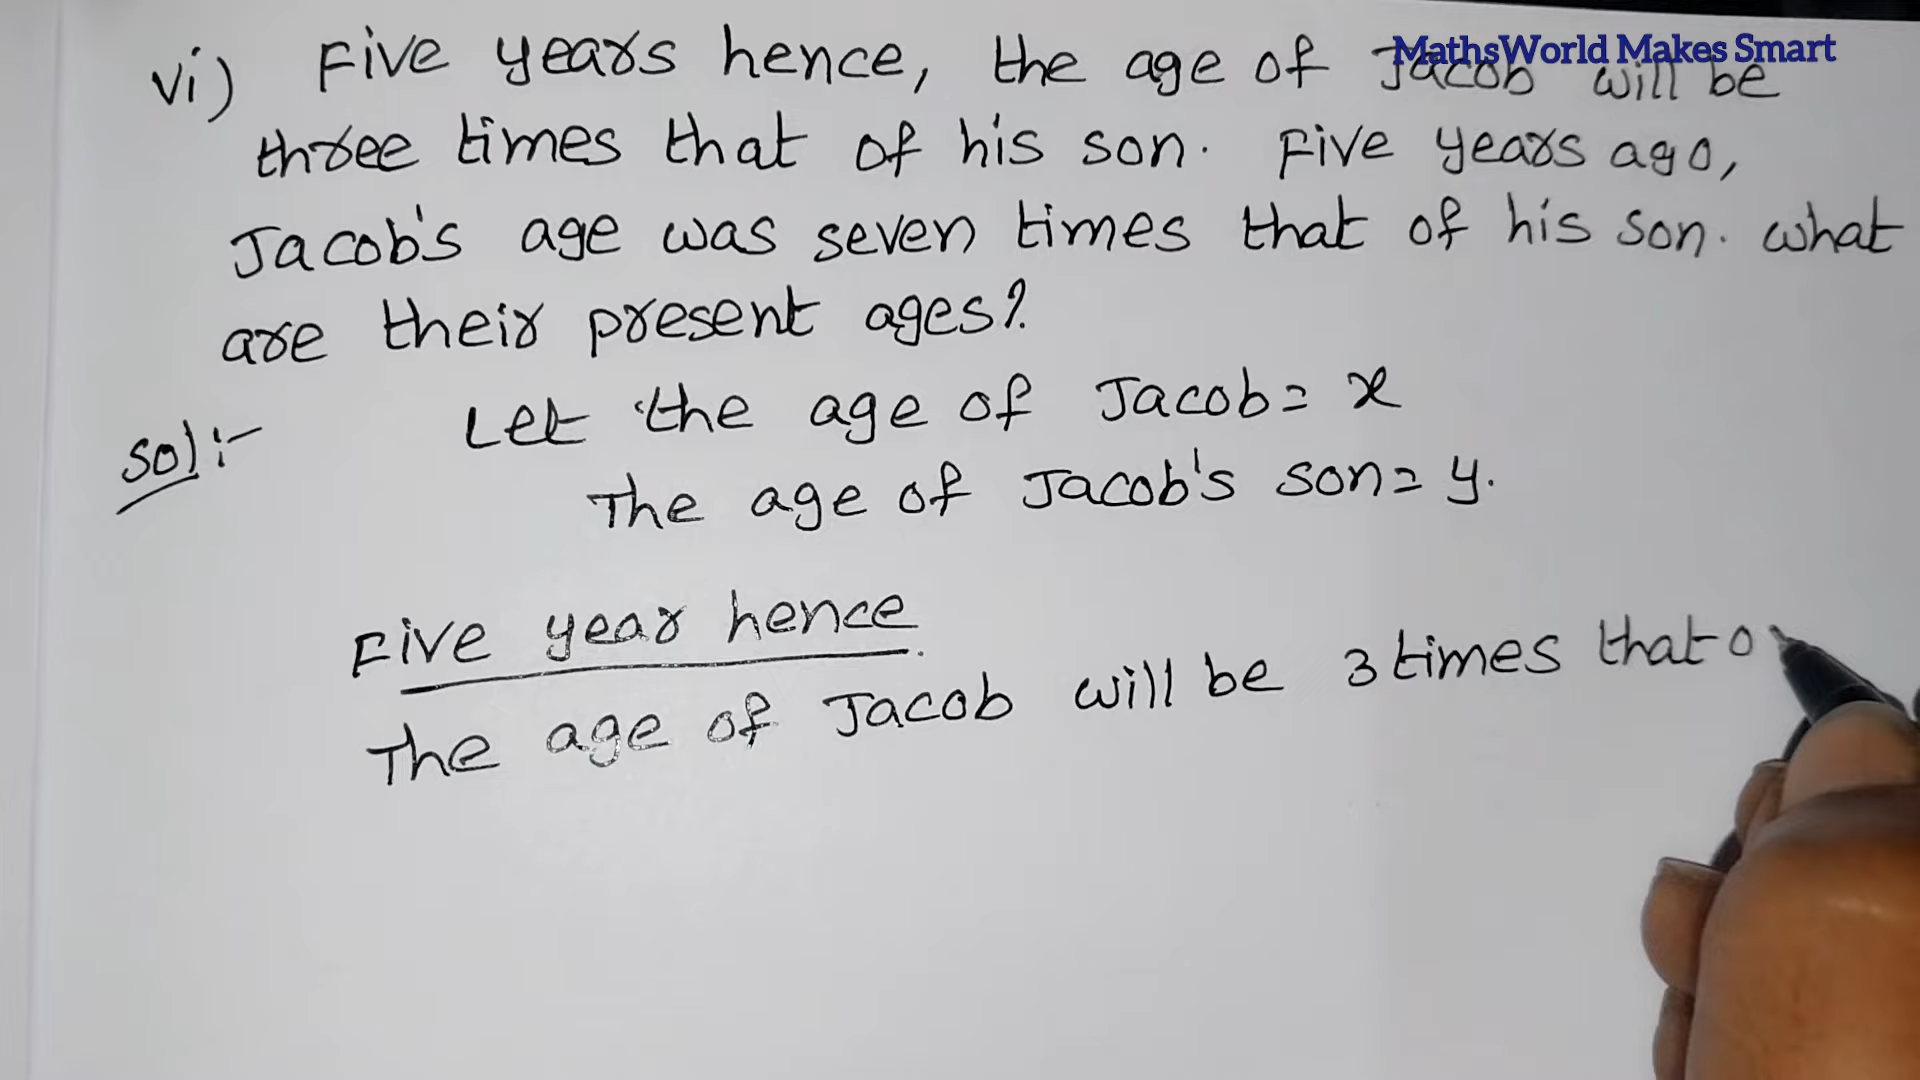 MathsWorld Makes Smart
vi) Five years hence, the age of Jacob will be
three times that of his son. Five years ago,
Jacob's age was seven times that of his son. what
are their present ages?
Sol:- Let the age of Jacob = x
The age of Jacob's son = y.
Five year hence
The age of Jacob will be 3 times that o